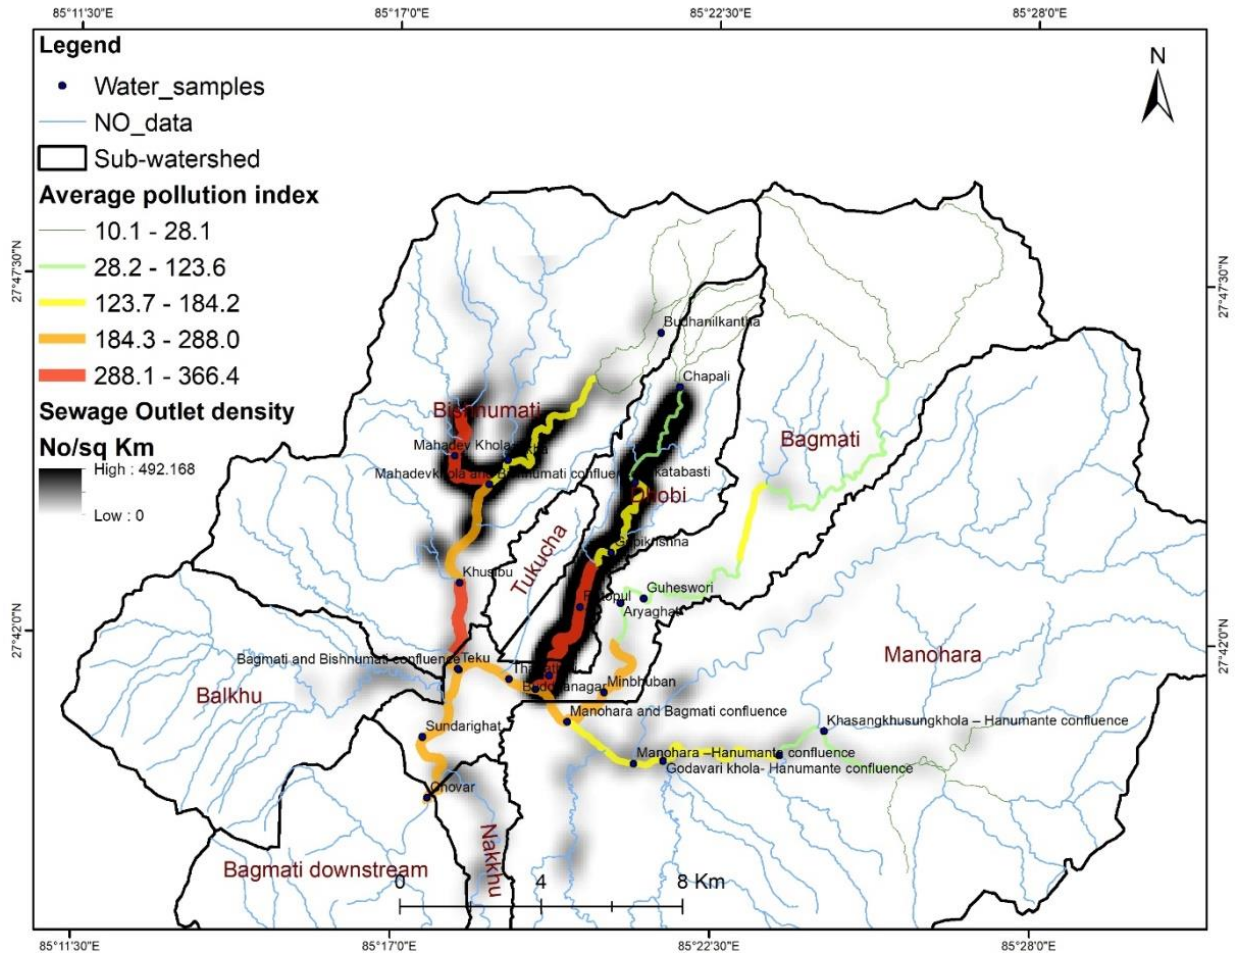 85°11'30"E 85°17'0"E 85°22'30"E 85°28'0"E
Legend
Water_samples
NO_data
Sub-watershed
Average pollution index
10.1 - 28.1
28.2 - 123.6
123.7 - 184.2
184.3 - 288.0
288.1 - 366.4
Sewage Outlet density
No/sq Km
High : 492.168
Low : 0
N
27°47'30"N
27°47'30"N
27°42'0"N
27°42'0"N
Budhanilkantha
Chapali
Bishnumati
Bagmati
Mahadev Khola
Mahadevkhola and Bishnumati
Dhobi
Tukucha
Khusibu
Guheswori
Aryaghat
Manohara
Bagmati and Bishnumati confluence
Teku
Minbhuban
Balkhu
Manohara and Bagmati confluence
Khasangkhusungkhola – Hanumante confluence
Sundarighat
Manohara –Hanumante confluence
Godavari khola- Hanumante confluence
Chovar
Nakkhu
Bagmati downstream
0 4 8 Km
85°11'30"E 85°17'0"E 85°22'30"E 85°28'0"E